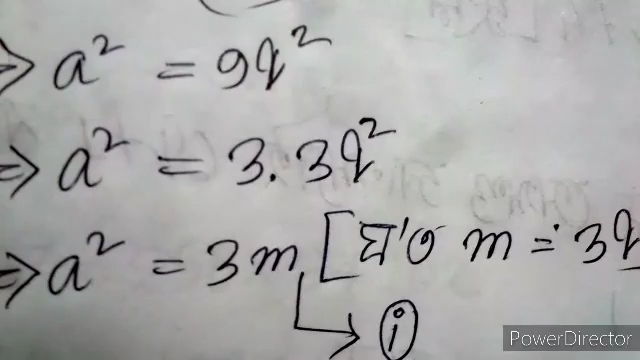 ⇒ a² = 9q²
⇒ a² = 3.3q²
⇒ a² = 3m [য'ত m = 3q
→ (i)
PowerDirector